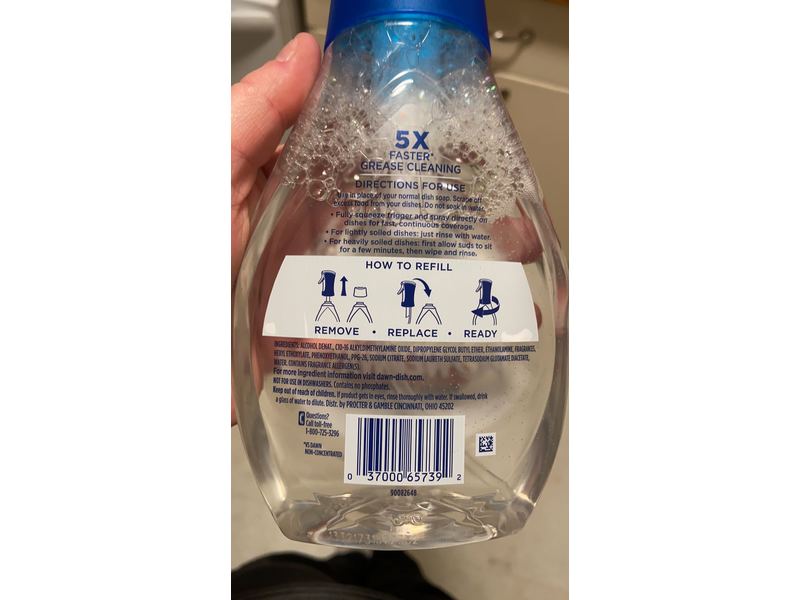 5X
FASTER*
GREASE CLEANING
DIRECTIONS FOR USE
Use in place of your normal dish soap. Scrape off
excess food from your dishes. Do not soak in water.
• Fully squeeze trigger and spray directly on
dishes for fast, continuous coverage.
• For lightly soiled dishes: just rinse with water.
• For heavily soiled dishes: first allow suds to sit
for a few minutes, then wipe and rinse.
HOW TO REFILL
REMOVE • REPLACE • READY
INGREDIENTS: ALCOHOL DENAT., C10-16 ALKYLDIMETHYLAMINE OXIDE, DIPROPYLENE GLYCOL BUTYL ETHER, ETHANOLAMINE, FRAGRANCES,
HEXYL ETHOXYLATE, PHENOXYETHANOL, PPG-26, SODIUM CITRATE, SODIUM LAURETH SULFATE, TETRASODIUM GLUTAMATE DIACETATE,
WATER. CONTAINS FRAGRANCE ALLERGEN(S).
For more ingredient information visit dawn-dish.com.
NOT FOR USE IN DISHWASHERS. Contains no phosphates.
Keep out of reach of children. If product gets in eyes, rinse thoroughly with water. If swallowed, drink
a glass of water to dilute. Distr. by PROCTER & GAMBLE CINCINNATI, OHIO 45202
Questions?
Call toll-free
1-800-725-3296
*VS DAWN
NON-CONCENTRATED
0 37000 65739 2
90082648